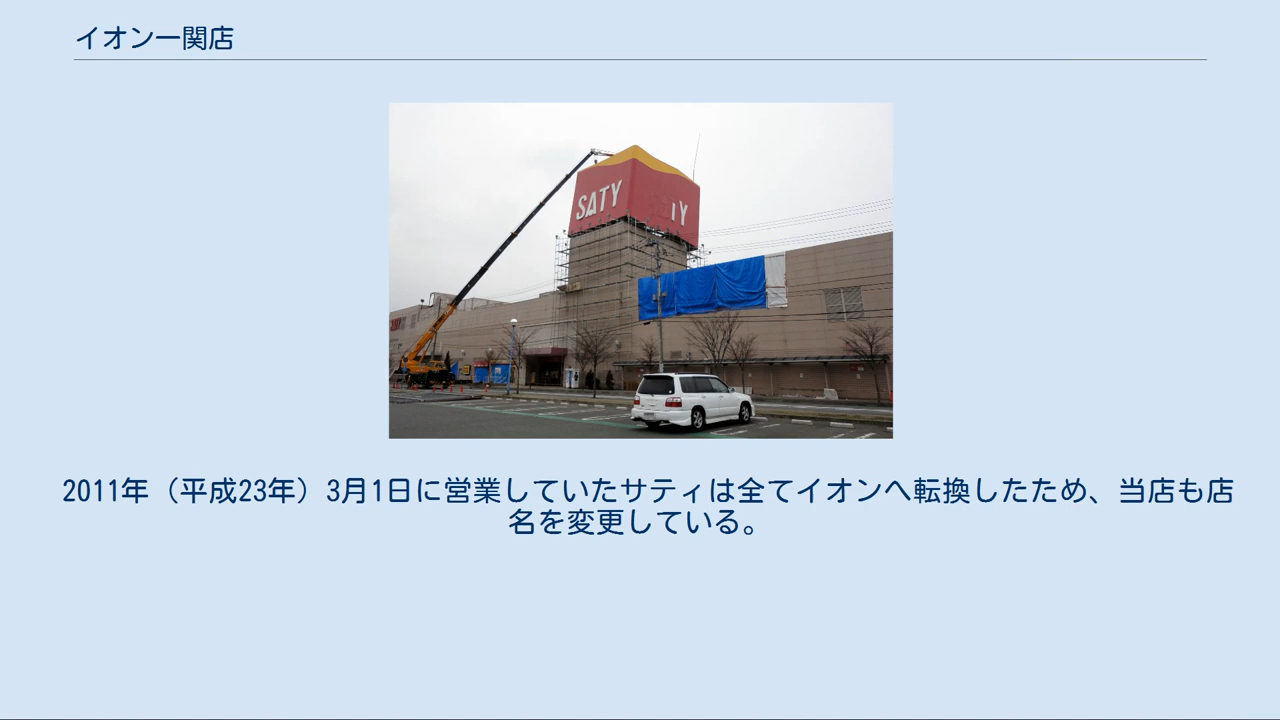 イオン一関店
SATY
TY
2011年（平成23年）3月1日に営業していたサティは全てイオンへ転換したため、当店も店
名を変更している。